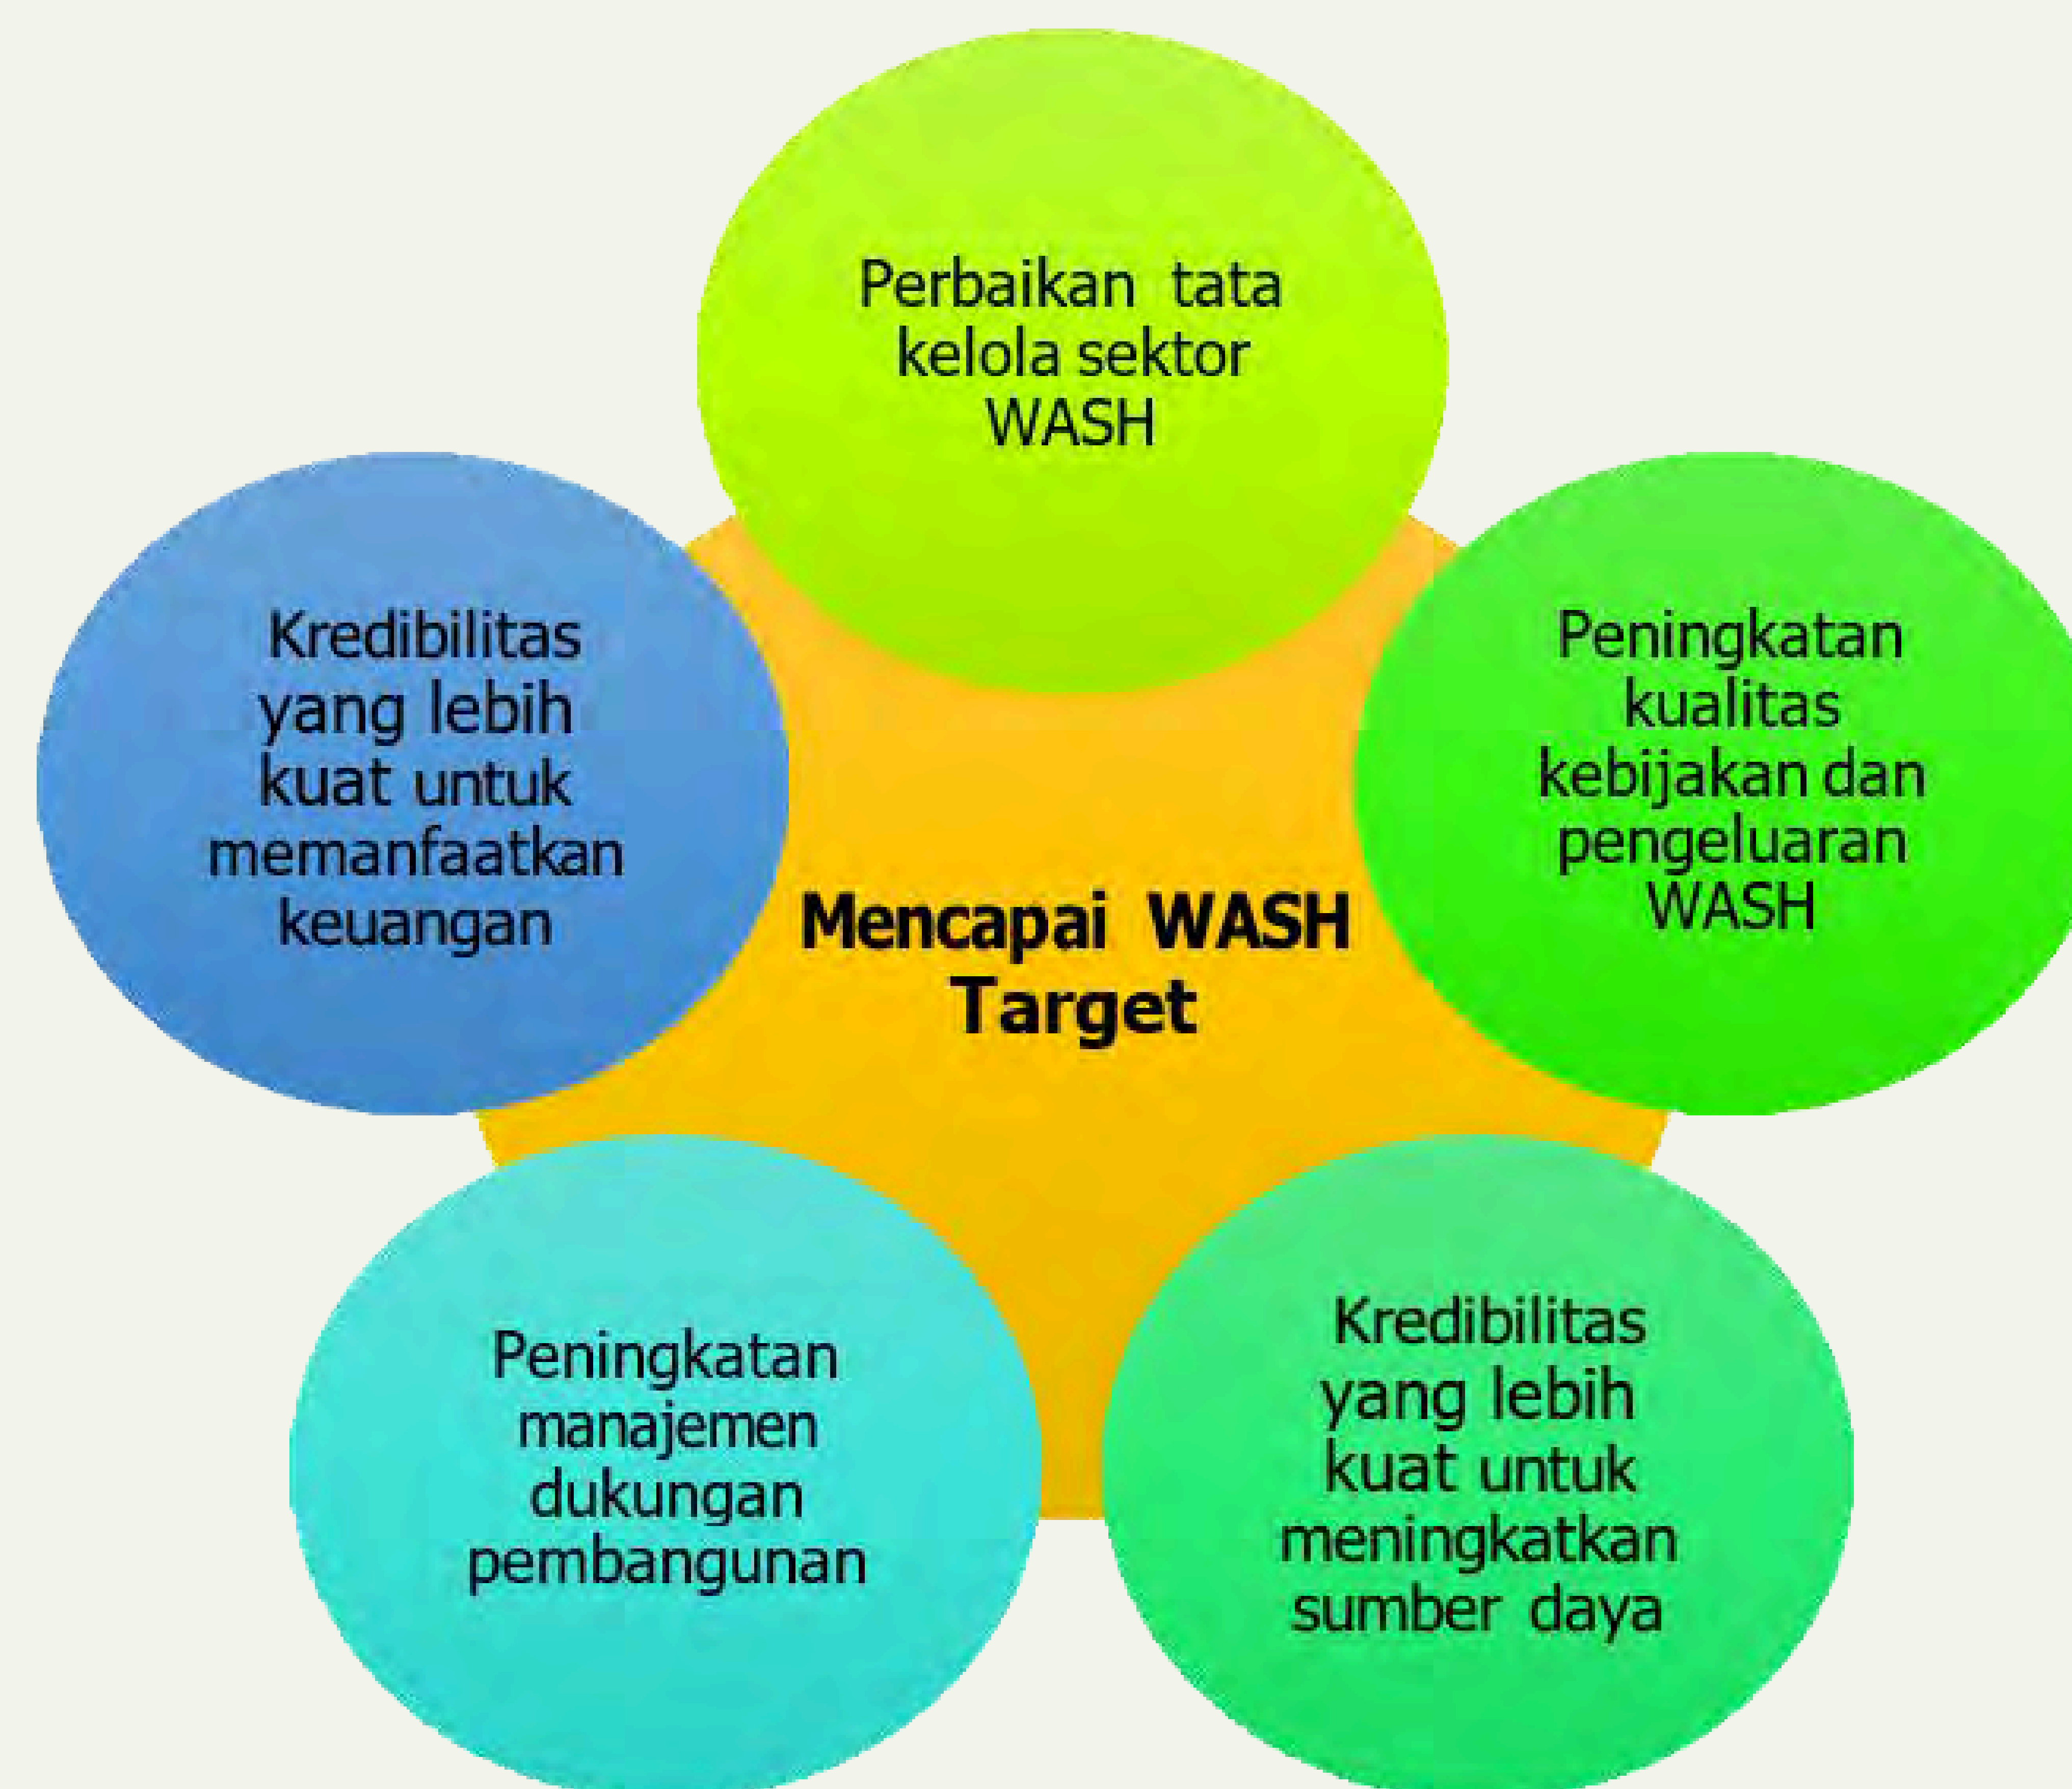 Perbaikan tata
kelola sektor
WASH
Kredibilitas
yang lebih
kuat untuk
memanfaatkan
keuangan
Peningkatan
kualitas
kebijakan dan
pengeluaran
WASH
Mencapai WASH
Target
Peningkatan
manajemen
dukungan
pembangunan
Kredibilitas
yang lebih
kuat untuk
meningkatkan
sumber daya